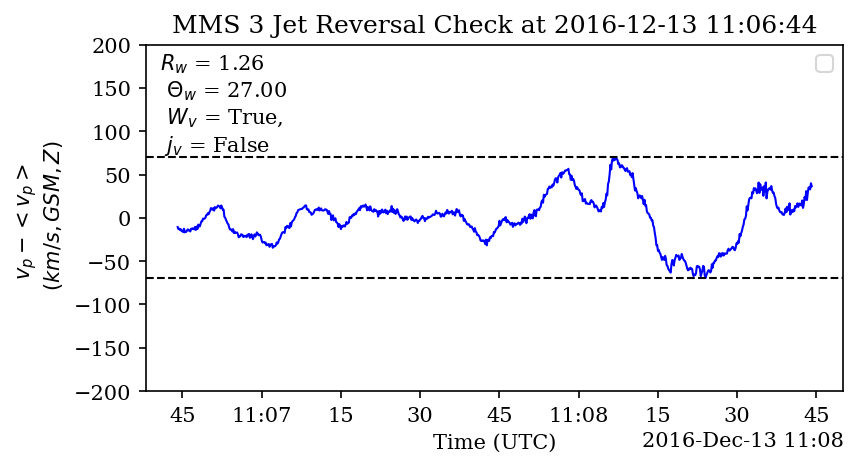 MMS 3 Jet Reversal Check at 2016-12-13 11:06:44
200
150
100
50
0
−50
−100
−150
−200
v_p − < v_p >
(km/s, GSM, Z)
R_w = 1.26
Θ_w = 27.00
W_v = True,
j_v = False
45 11:07 15 30 45 11:08 15 30 45
Time (UTC)
2016-Dec-13 11:08